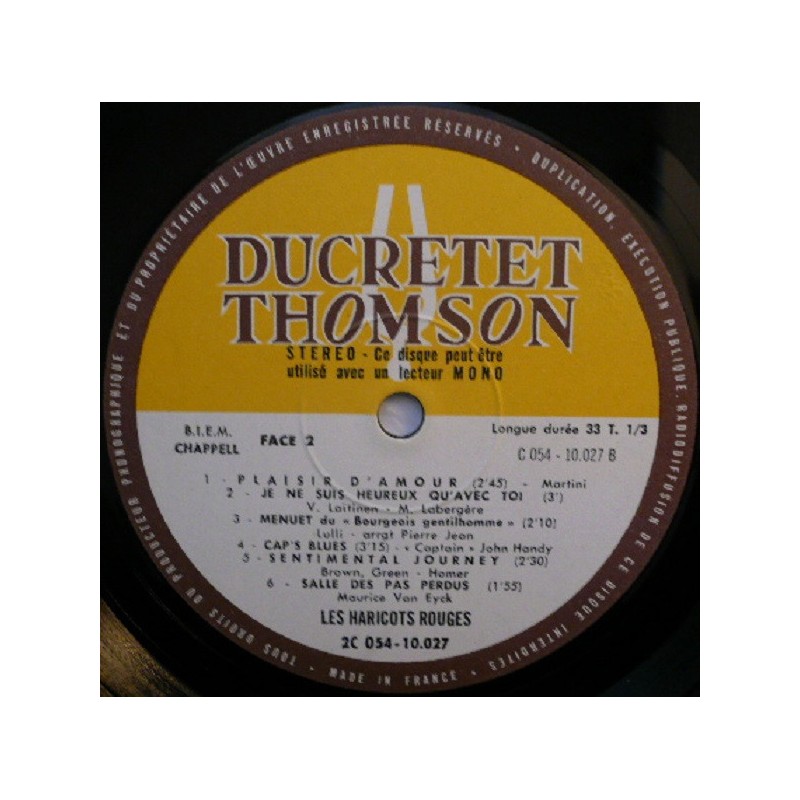 TOUS DROITS DU PRODUCTEUR PHONOGRAPHIQUE ET DU PROPRIÉTAIRE DE L'ŒUVRE ENREGISTRÉE RÉSERVÉS • DUPLICATION, EXÉCUTION PUBLIQUE, RADIODIFFUSION DE CE DISQUE INTERDITES • MADE IN FRANCE •
DUCRETET
THOMSON
STEREO - Ce disque peut être
utilisé avec un lecteur MONO
B.I.E.M.
CHAPPELL
FACE 2
Longue durée 33 T. 1/3
C 054 - 10.027 B
1 - PLAISIR D'AMOUR (2'45) - Martini
2 - JE NE SUIS HEUREUX QU'AVEC TOI (3')
V. Laitinen - M. Labergère
3 - MENUET du « Bourgeois gentilhomme » (2'10)
Lulli - arrgt Pierre Jean
4 - CAP'S BLUES (3'15) - « Captain » John Handy
5 - SENTIMENTAL JOURNEY (2'30)
Brown, Green - Homer
6 - SALLE DES PAS PERDUS (1'55)
Maurice Van Eyck
LES HARICOTS ROUGES
2C 054-10.027